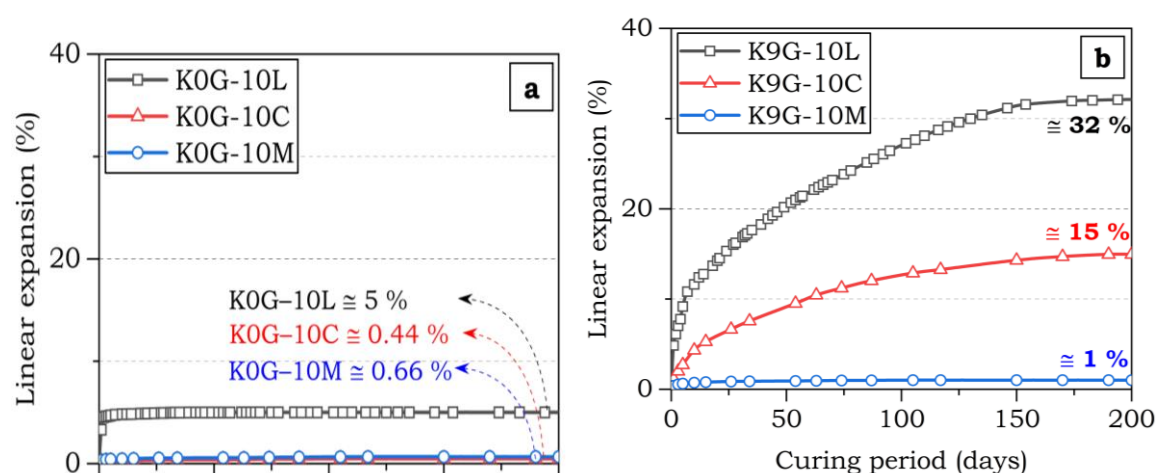 40
20
0
Linear expansion (%)
K0G-10L
K0G-10C
K0G-10M
a
K0G–10L ≅ 5 %
K0G–10C ≅ 0.44 %
K0G–10M ≅ 0.66 %
40
20
0
Linear expansion (%)
K9G-10L
K9G-10C
K9G-10M
b
≅ 32 %
≅ 15 %
≅ 1 %
0 50 100 150 200
Curing period (days)